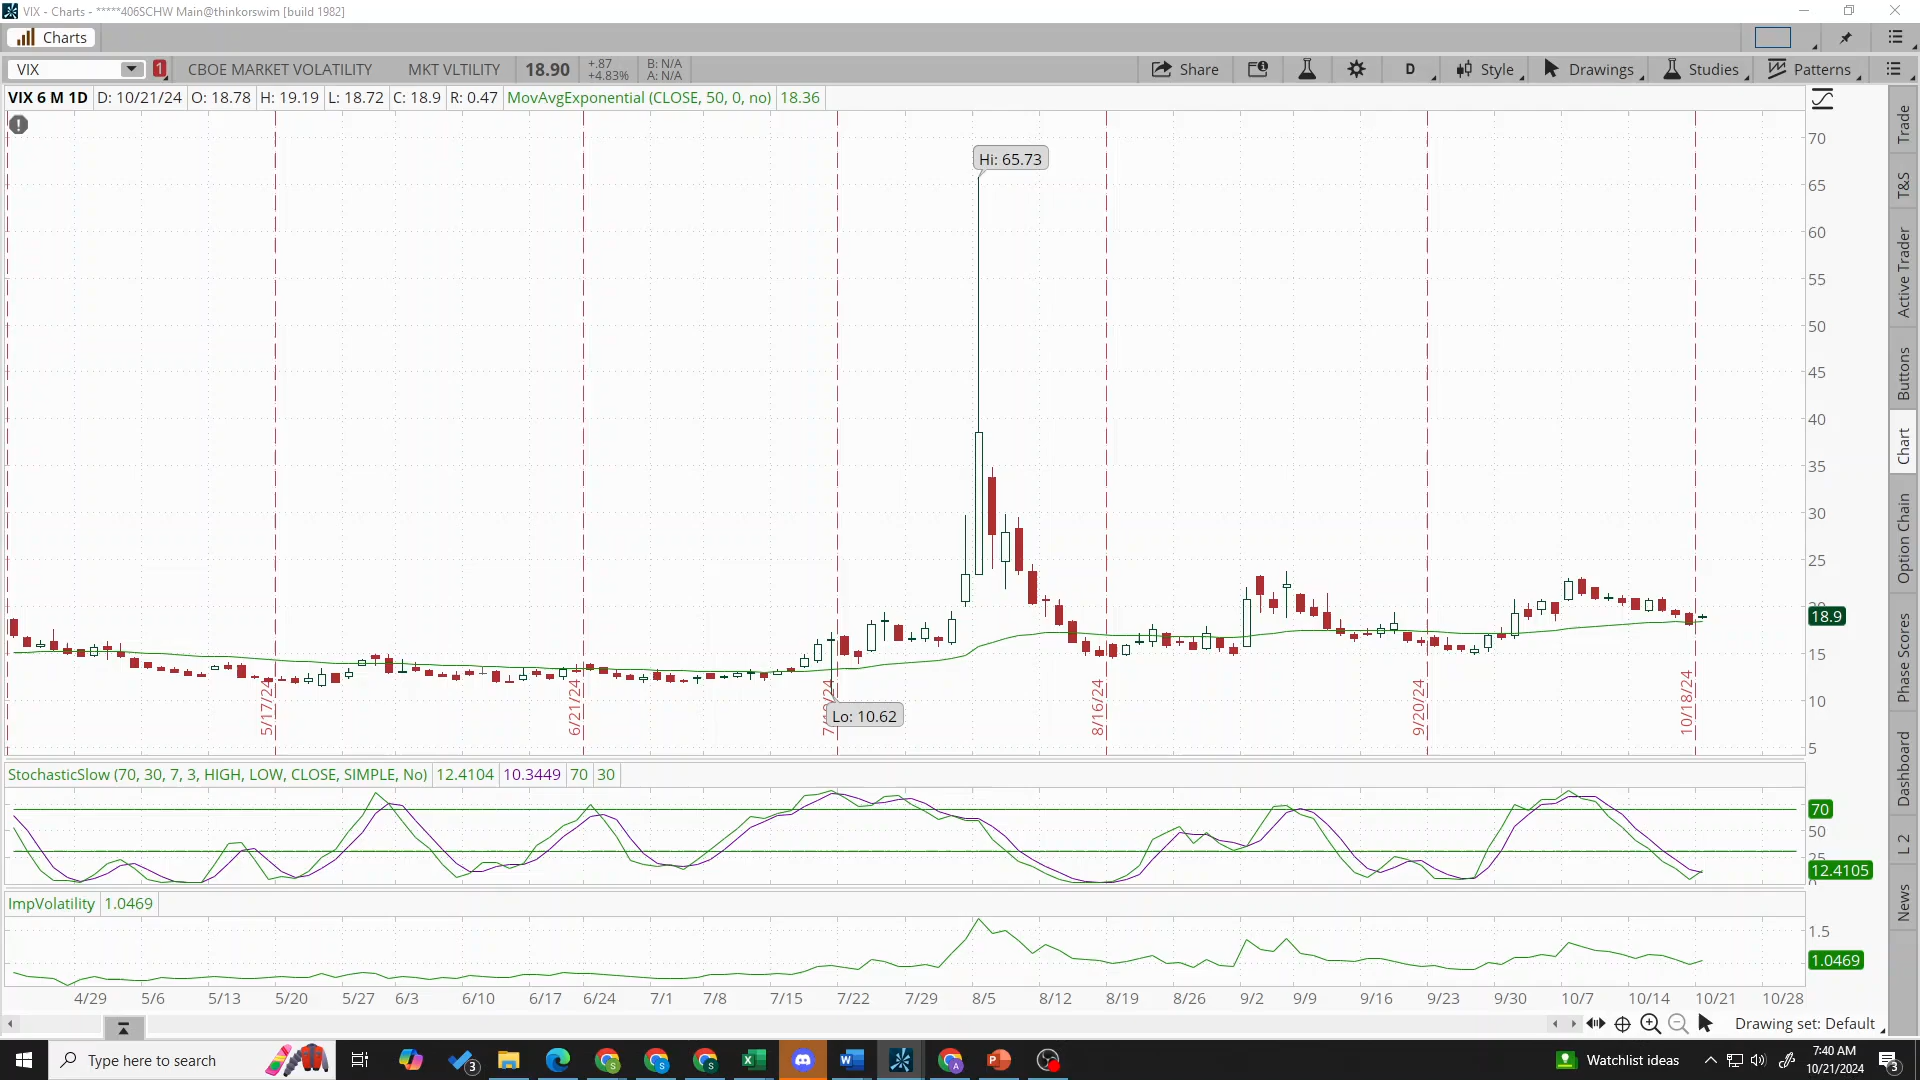 VIX - Charts - *****406SCHW Main@thinkorswim [build 1982]
Charts
VIX 1 CBOE MARKET VOLATILITY MKT VLTILITY 18.90 +.87 +4.83% B: N/A A: N/A Share D Style Drawings Studies Patterns
VIX 6 M 1D D: 10/21/24 O: 18.78 H: 19.19 L: 18.72 C: 18.9 R: 0.47 MovAvgExponential (CLOSE, 50, 0, no) 18.36
Hi: 65.73
Lo: 10.62
70
65
60
55
50
45
40
35
30
25
18.9
15
10
5
5/17/24 6/21/24 8/16/24 9/20/24 10/18/24
StochasticSlow (70, 30, 7, 3, HIGH, LOW, CLOSE, SIMPLE, No) 12.4104 10.3449 70 30
70
50
25
12.4105
ImpVolatility 1.0469
1.5
1.0469
4/29 5/6 5/13 5/20 5/27 6/3 6/10 6/17 6/24 7/1 7/8 7/15 7/22 7/29 8/5 8/12 8/19 8/26 9/2 9/9 9/16 9/23 9/30 10/7 10/14 10/21 10/28
Drawing set: Default
Trade
T&S
Active Trader
Buttons
Chart
Option Chain
Phase Scores
Dashboard
L 2
News
Type here to search
3
Watchlist ideas
7:40 AM
10/21/2024
3